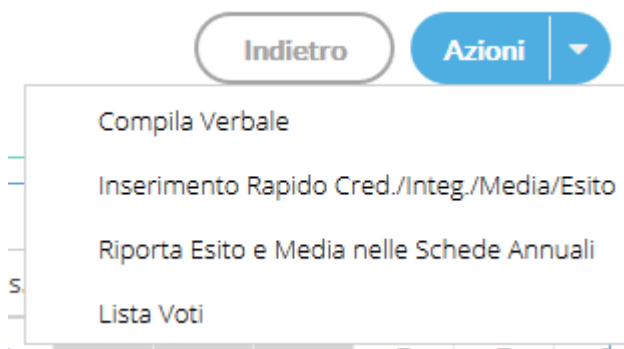 Indietro
Azioni
Compila Verbale
Inserimento Rapido Cred./Integ./Media/Esito
Riporta Esito e Media nelle Schede Annuali
s.
Lista Voti